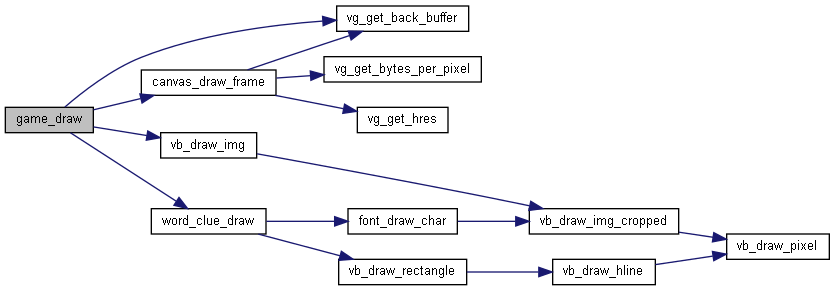 vg_get_back_buffer
vg_get_bytes_per_pixel
canvas_draw_frame
vg_get_hres
game_draw
vb_draw_img
word_clue_draw
font_draw_char
vb_draw_img_cropped
vb_draw_pixel
vb_draw_rectangle
vb_draw_hline